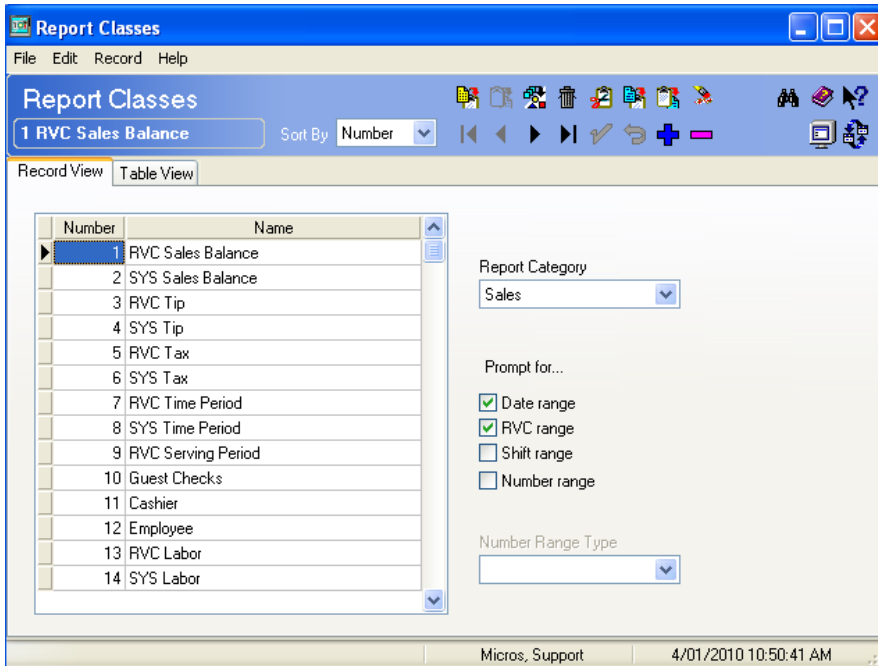 Report Classes
File Edit Record Help
Report Classes
1 RVC Sales Balance
Sort By Number
Record View Table View
Number Name
1 RVC Sales Balance
2 SYS Sales Balance
3 RVC Tip
4 SYS Tip
5 RVC Tax
6 SYS Tax
7 RVC Time Period
8 SYS Time Period
9 RVC Serving Period
10 Guest Checks
11 Cashier
12 Employee
13 RVC Labor
14 SYS Labor
Report Category
Sales
Prompt for...
Date range
RVC range
Shift range
Number range
Number Range Type
Micros, Support 4/01/2010 10:50:41 AM